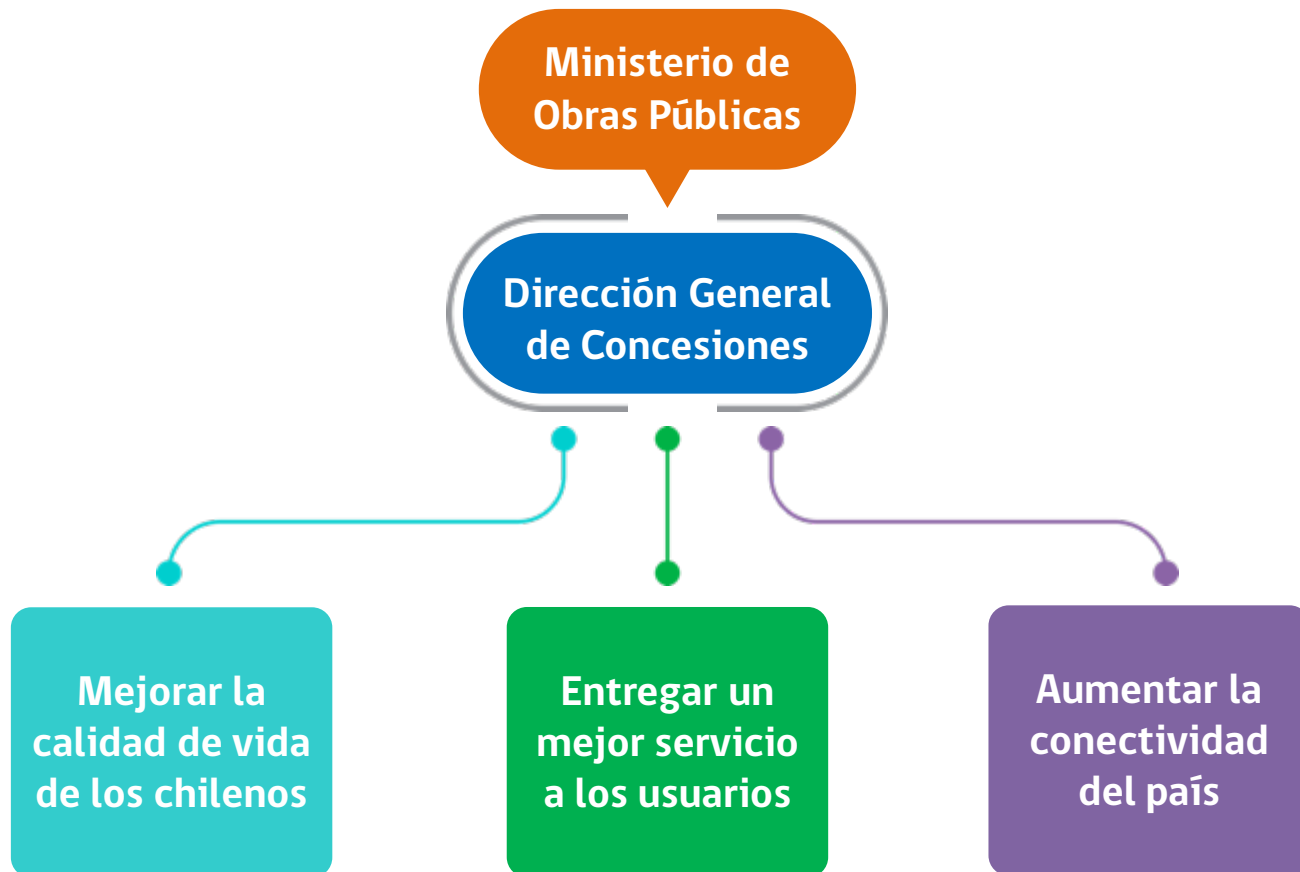 Ministerio de
Obras Públicas
Dirección General
de Concesiones
Mejorar la
calidad de vida
de los chilenos
Entregar un
mejor servicio
a los usuarios
Aumentar la
conectividad
del país